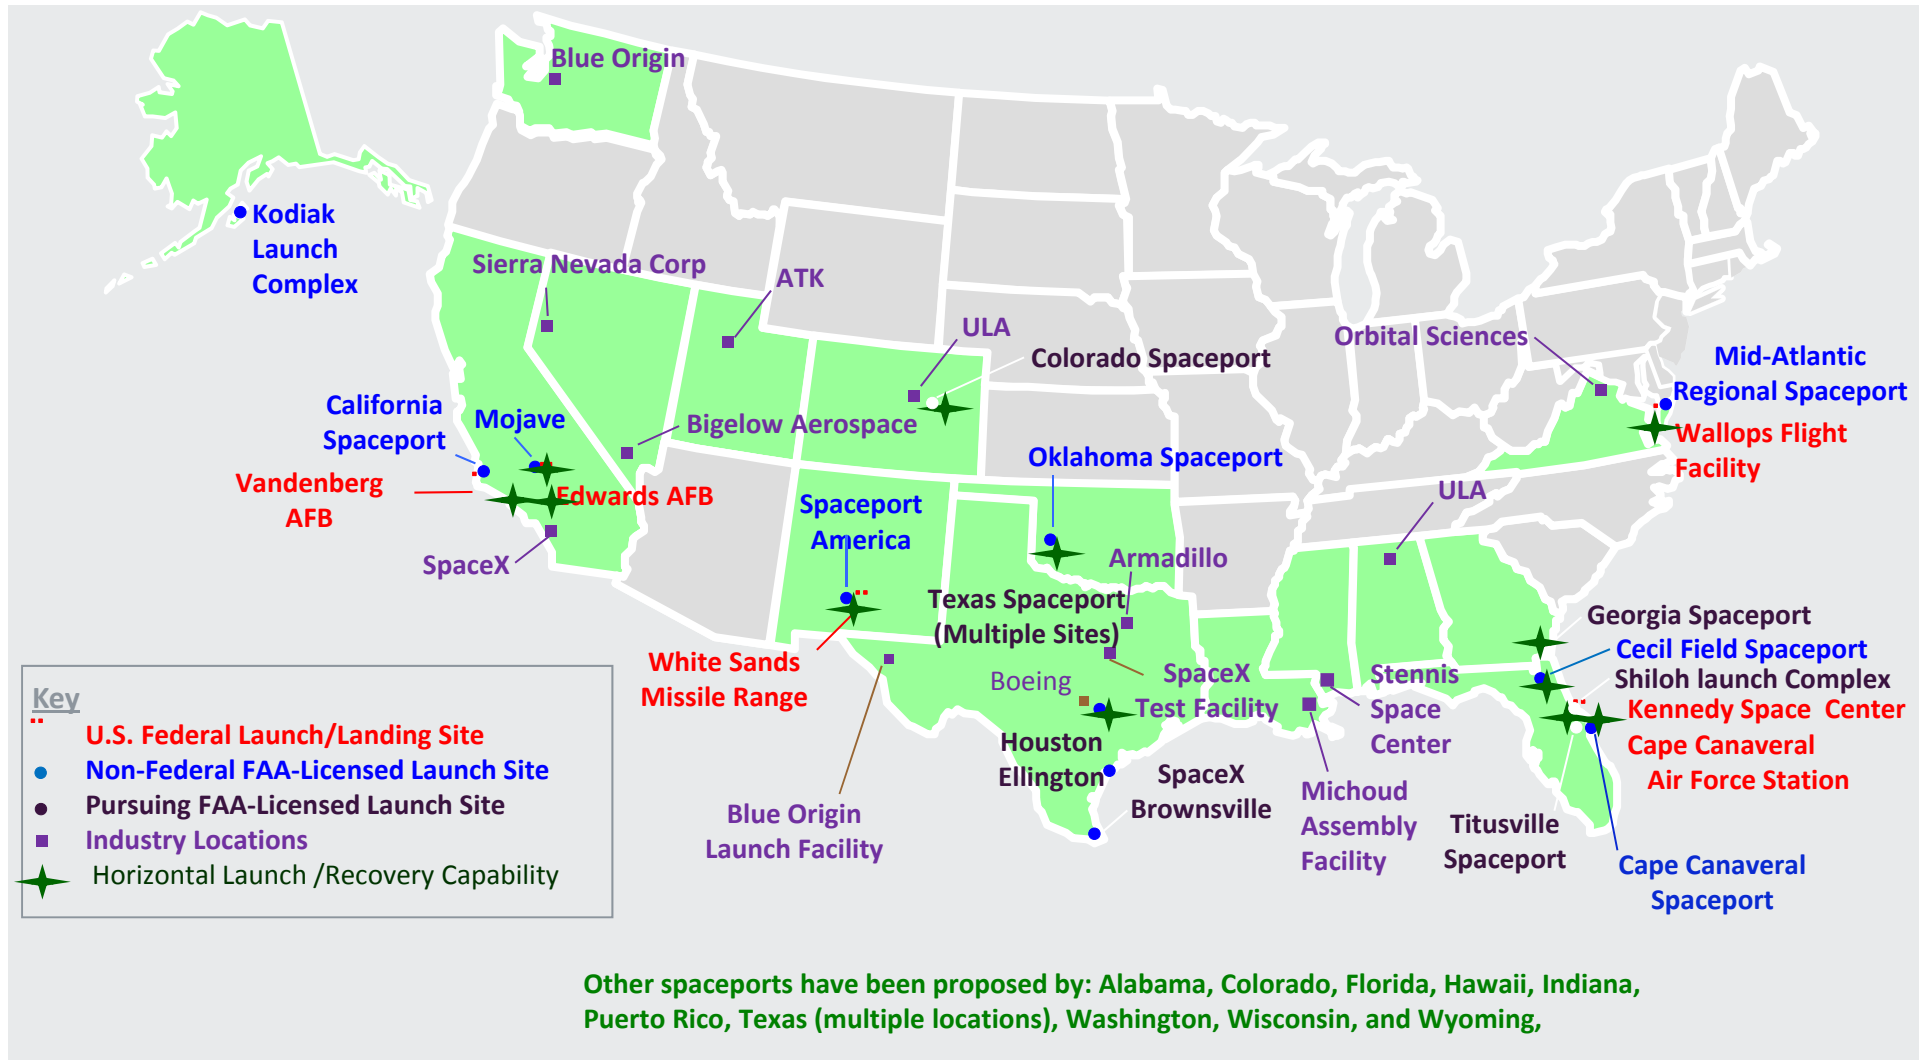 Blue Origin
Kodiak
Launch
Complex
Sierra Nevada Corp
ATK
ULA
Colorado Spaceport
Orbital Sciences
Mid-Atlantic
Regional Spaceport
California
Spaceport
Mojave
Bigelow Aerospace
Oklahoma Spaceport
Wallops Flight
Facility
Vandenberg
AFB
Edwards AFB
Spaceport
America
ULA
SpaceX
Armadillo
Texas Spaceport
(Multiple Sites)
Georgia Spaceport
Cecil Field Spaceport
White Sands
Missile Range
Boeing
SpaceX
Test Facility
Stennis
Space
Center
Shiloh launch Complex
Kennedy Space Center
Cape Canaveral
Air Force Station
Houston
Ellington
SpaceX
Brownsville
Michoud
Assembly
Facility
Blue Origin
Launch Facility
Titusville
Spaceport
Cape Canaveral
Spaceport
Key
U.S. Federal Launch/Landing Site
Non-Federal FAA-Licensed Launch Site
Pursuing FAA-Licensed Launch Site
Industry Locations
Horizontal Launch /Recovery Capability
Other spaceports have been proposed by: Alabama, Colorado, Florida, Hawaii, Indiana,
Puerto Rico, Texas (multiple locations), Washington, Wisconsin, and Wyoming,